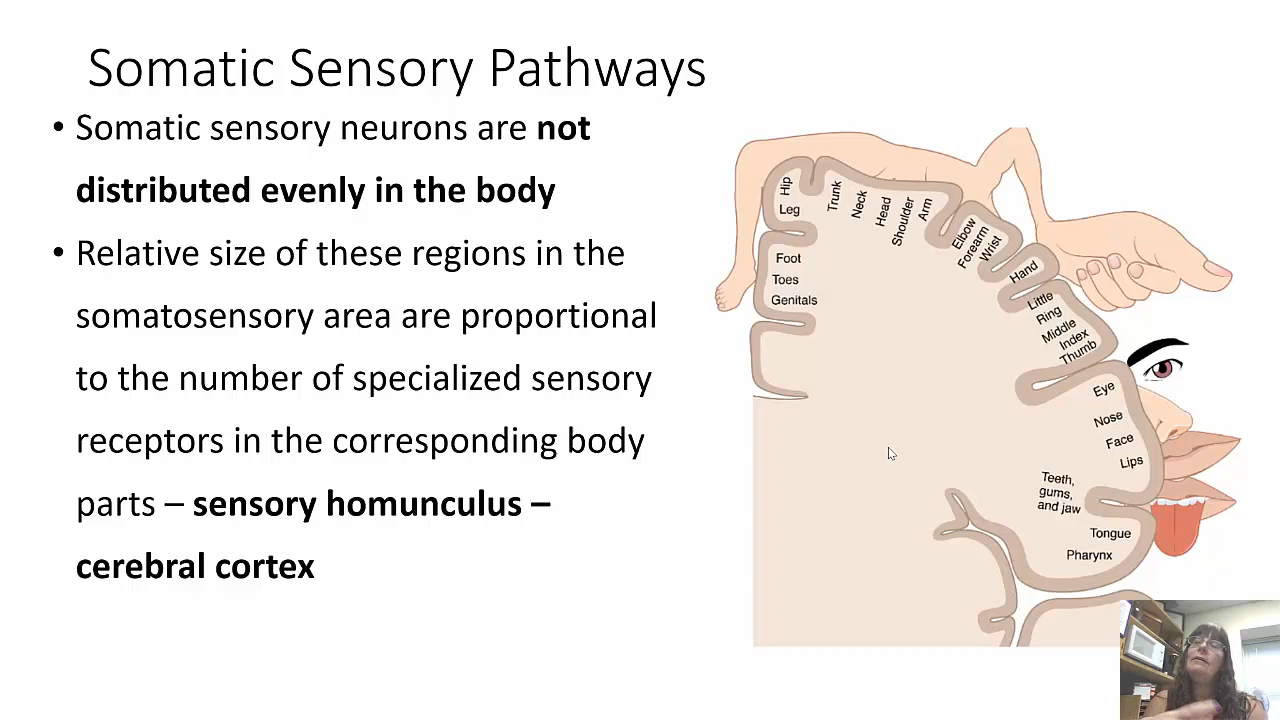 Somatic Sensory Pathways
• Somatic sensory neurons are not
distributed evenly in the body
• Relative size of these regions in the
somatosensory area are proportional
to the number of specialized sensory
receptors in the corresponding body
parts – sensory homunculus –
cerebral cortex
Hip
Leg
Foot
Toes
Genitals
Trunk
Neck
Head
Shoulder
Arm
Elbow
Forearm
Wrist
Hand
Little
Ring
Middle
Index
Thumb
Eye
Nose
Face
Lips
Teeth,
gums,
and jaw
Tongue
Pharynx